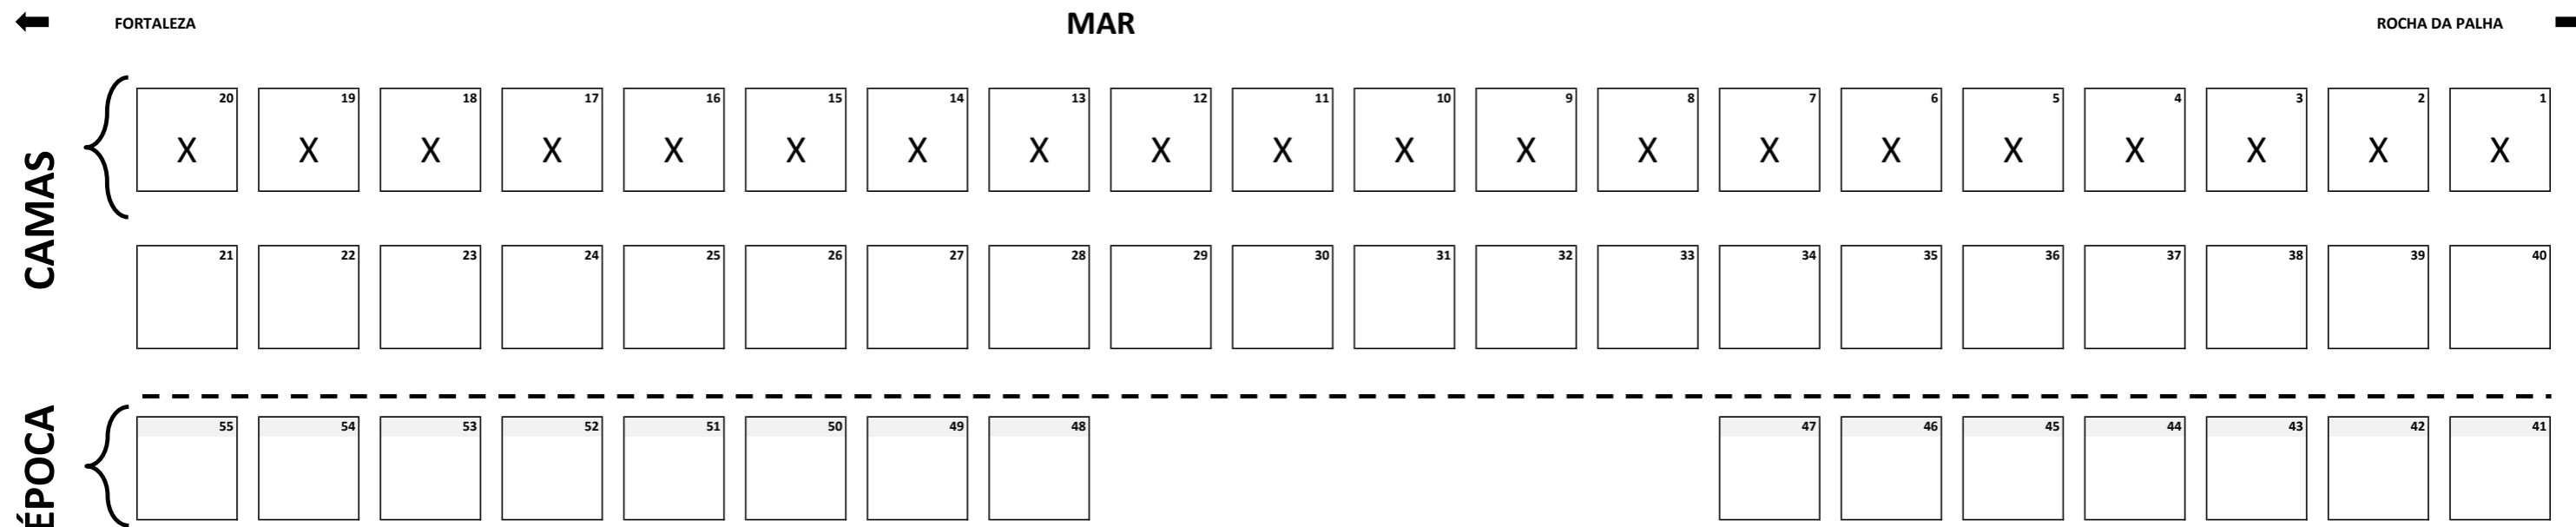 FORTALEZA MAR ROCHA DA PALHA
20 19 18 17 16 15 14 13 12 11 10 9 8 7 6 5 4 3 2 1
X X X X X X X X X X X X X X X X X X X X
CAMAS
21 22 23 24 25 26 27 28 29 30 31 32 33 34 35 36 37 38 39 40
ÉPOCA
55 54 53 52 51 50 49 48 47 46 45 44 43 42 41